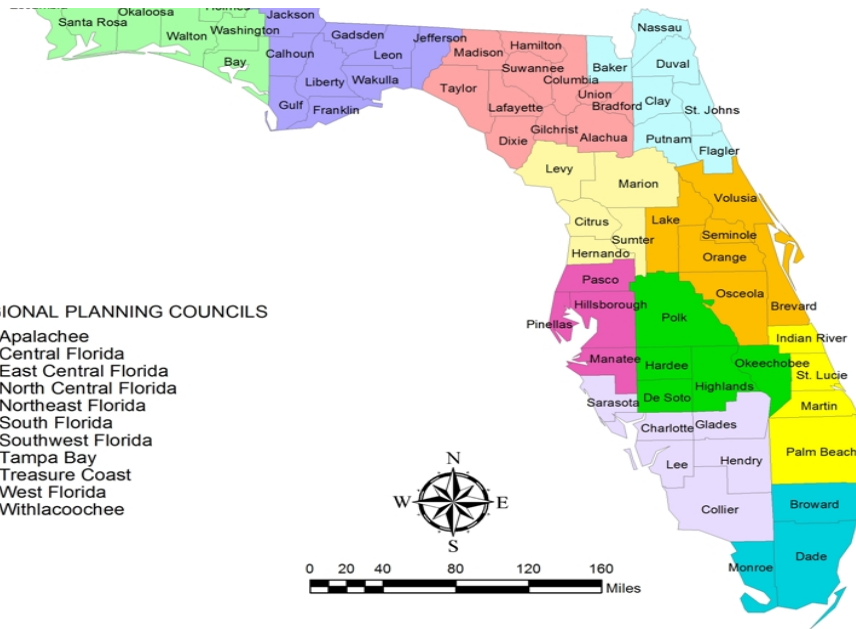 Okaloosa
Santa Rosa
Walton
Washington
Bay
Jackson
Calhoun
Gulf
Gadsden
Leon
Jefferson
Liberty
Wakulla
Franklin
Madison
Hamilton
Suwannee
Columbia
Taylor
Lafayette
Union
Bradford
Dixie
Gilchrist
Alachua
Nassau
Baker
Duval
Clay
St. Johns
Putnam
Flagler
Levy
Marion
Citrus
Sumter
Hernando
Lake
Volusia
Seminole
Orange
Osceola
Brevard
Pasco
Hillsborough
Pinellas
Manatee
Polk
Hardee
Okeechobee
De Soto
Highlands
Indian River
St. Lucie
Martin
Palm Beach
Sarasota
Charlotte
Glades
Lee
Hendry
Collier
Broward
Dade
Monroe
IONAL PLANNING COUNCILS
Apalachee
Central Florida
East Central Florida
North Central Florida
Northeast Florida
South Florida
Southwest Florida
Tampa Bay
Treasure Coast
West Florida
Withlacoochee
N
W E
S
0 20 40 80 120 160
Miles